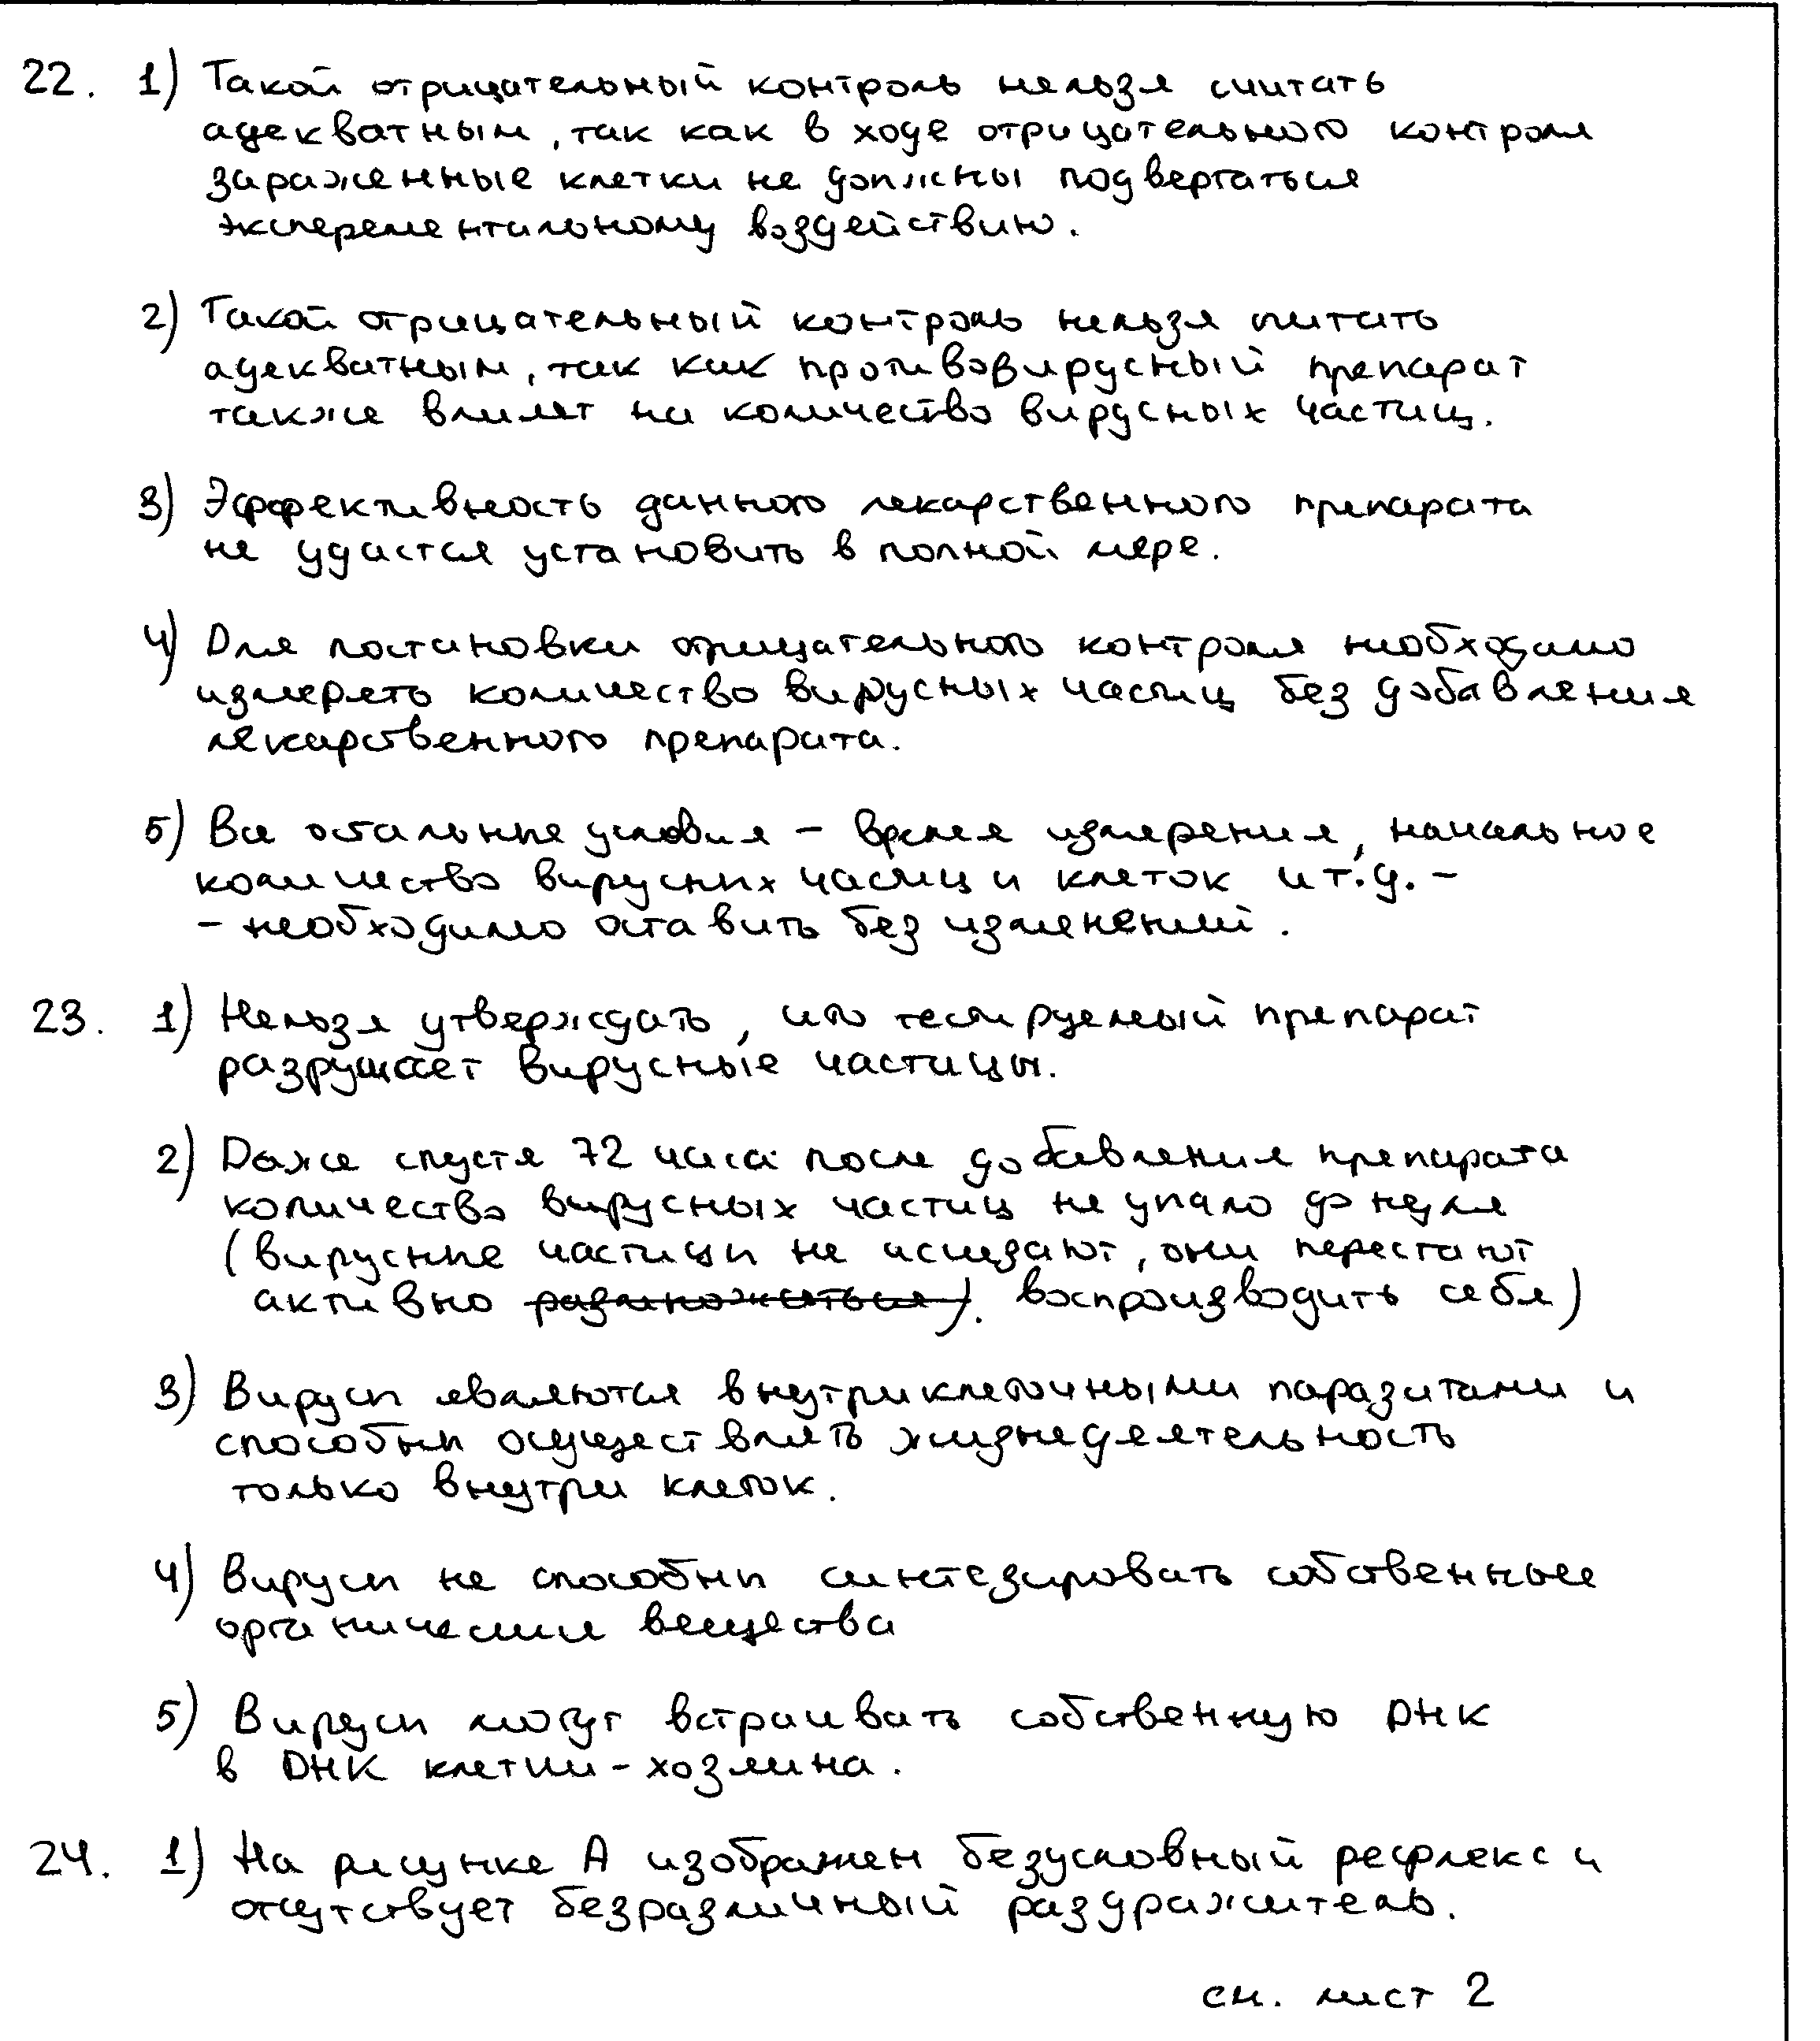 22. 1) Такой отрицательный контроль нельзя считать
адекватным, так как в ходе отрицательного контроля
зараженные клетки не должны подвергаться
эксперементальному воздействию.
2) Такой отрицательный контроль нельзя считать
адекватным, так как противовирусный препарат
также влияет на количество вирусных частиц.
3) Эффективность данного лекарственного препарата
не удастся установить в полной мере.
4) Для постановки отрицательного контроля необходимо
измерять количество вирусных частиц без добавления
лекарственного препарата.
5) Все остальные условия – время измерения, начальное
количество вирусных частиц и клеток и т.д. –
– необходимо оставить без изменений.
23. 1) Нельзя утверждать, что тестируемый препарат
разрушает вирусные частицы.
2) Даже спустя 72 часа после добавления препарата
количество вирусных частиц не упало до нуля
(вирусные частицы не исчезают, они перестают
активно размножаться). воспроизводить себя)
3) Вирусы являются внутриклеточными паразитами и
способны осуществлять жизнедеятельность
только внутри клеток.
4) Вирусы не способны синтезировать собственные
органические вещества
5) Вирусы могут встраивать собственную ДНК
в ДНК клетки-хозяина.
24. 1) На рисунке А изображен безусловный рефлекс и
отсутствует безразличный раздражитель.
см. лист 2